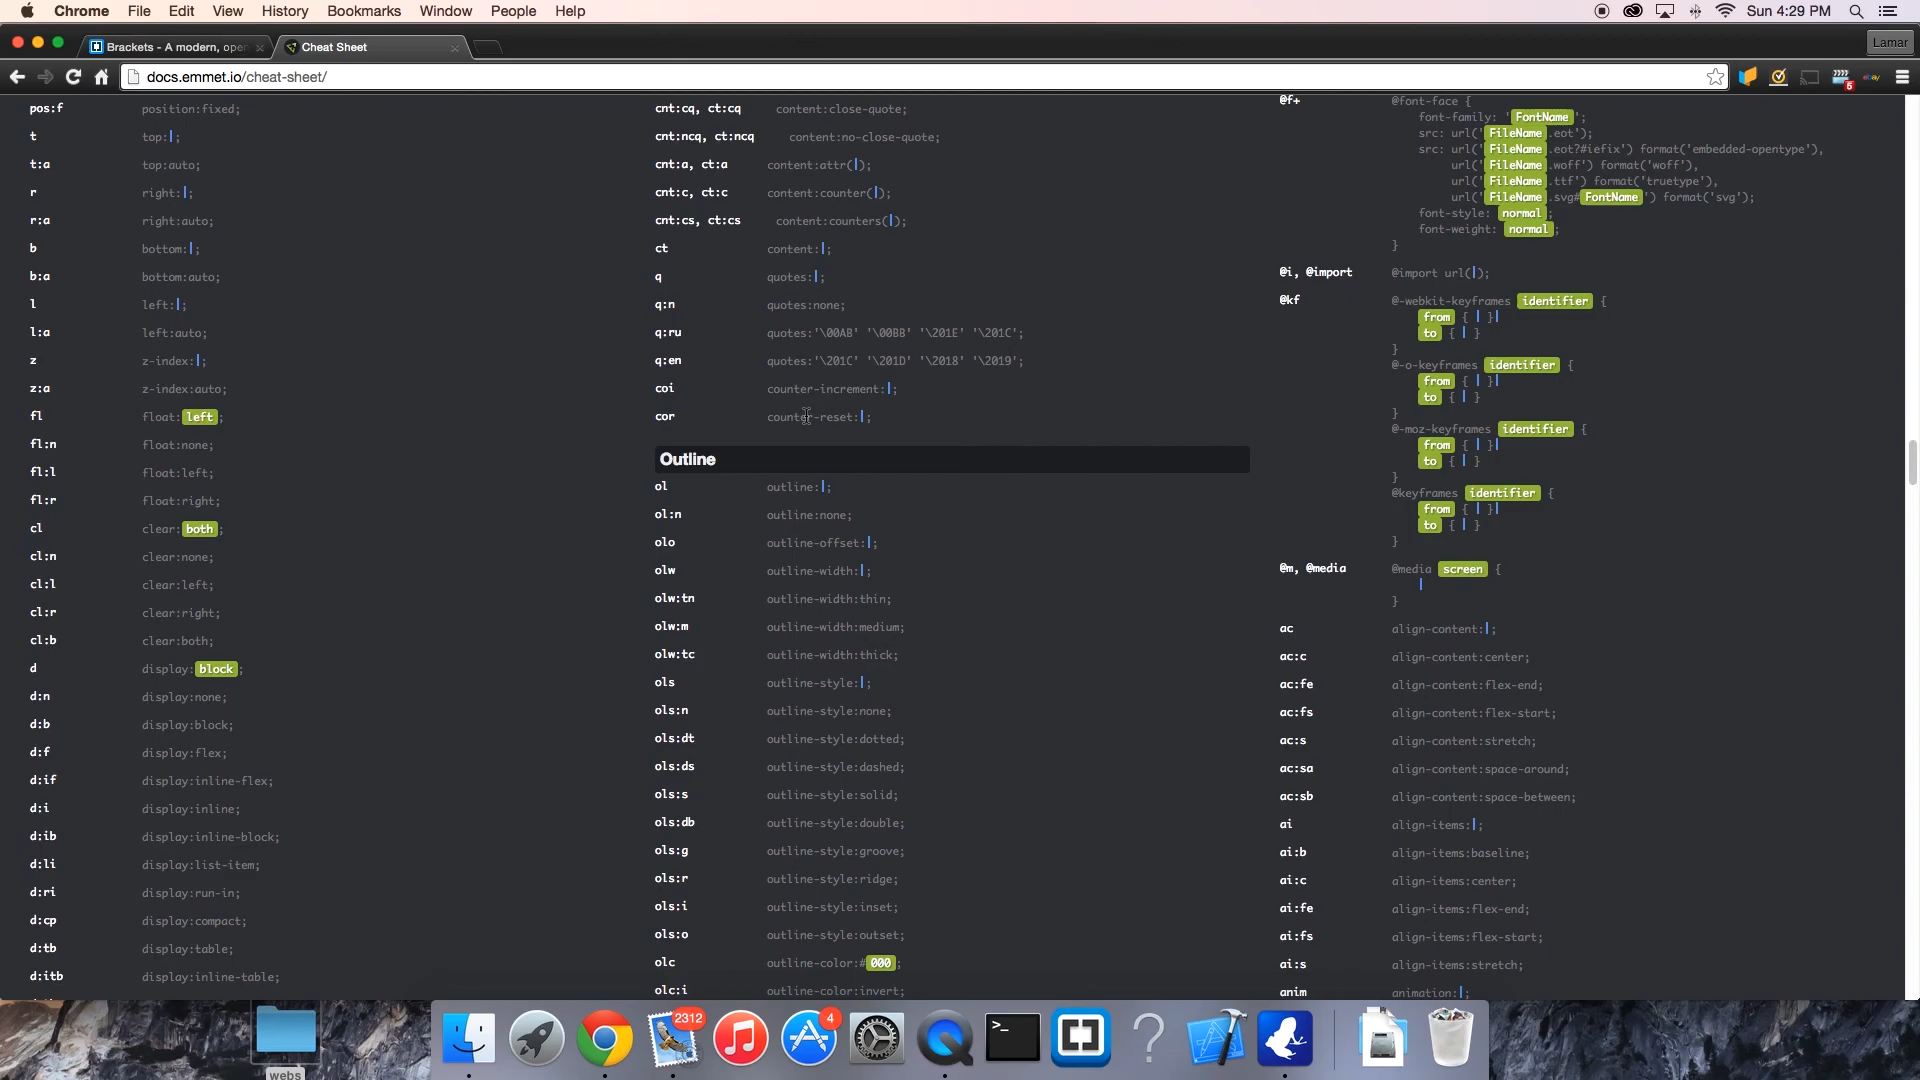 Chrome File Edit View History Bookmarks Window People Help Sun 4:29 PM
Brackets - A modern, open
Cheat Sheet
Lamar
docs.emmet.io/cheat-sheet/
6
ebay
pos:f position:fixed;
t top:|;
t:a top:auto;
r right:|;
r:a right:auto;
b bottom:|;
b:a bottom:auto;
l left:|;
l:a left:auto;
z z-index:|;
z:a z-index:auto;
fl float:left;
fl:n float:none;
fl:l float:left;
fl:r float:right;
cl clear:both;
cl:n clear:none;
cl:l clear:left;
cl:r clear:right;
cl:b clear:both;
d display:block;
d:n display:none;
d:b display:block;
d:f display:flex;
d:if display:inline-flex;
d:i display:inline;
d:ib display:inline-block;
d:li display:list-item;
d:ri display:run-in;
d:cp display:compact;
d:tb display:table;
d:itb display:inline-table;
cnt:cq, ct:cq content:close-quote;
cnt:ncq, ct:ncq content:no-close-quote;
cnt:a, ct:a content:attr(|);
cnt:c, ct:c content:counter(|);
cnt:cs, ct:cs content:counters(|);
ct content:|;
q quotes:|;
q:n quotes:none;
q:ru quotes:'\00AB' '\00BB' '\201E' '\201C';
q:en quotes:'\201C' '\201D' '\2018' '\2019';
coi counter-increment:|;
cor counter-reset:|;
Outline
ol outline:|;
ol:n outline:none;
olo outline-offset:|;
olw outline-width:|;
olw:tn outline-width:thin;
olw:m outline-width:medium;
olw:tc outline-width:thick;
ols outline-style:|;
ols:n outline-style:none;
ols:dt outline-style:dotted;
ols:ds outline-style:dashed;
ols:s outline-style:solid;
ols:db outline-style:double;
ols:g outline-style:groove;
ols:r outline-style:ridge;
ols:i outline-style:inset;
ols:o outline-style:outset;
olc outline-color:#000;
olc:i outline-color:invert;
@f+ @font-face {
font-family: 'FontName';
src: url('FileName.eot');
src: url('FileName.eot?#iefix') format('embedded-opentype'),
url('FileName.woff') format('woff'),
url('FileName.ttf') format('truetype'),
url('FileName.svg#FontName') format('svg');
font-style: normal;
font-weight: normal;
}
@i, @import @import url(|);
@kf @-webkit-keyframes identifier {
from { | }|
to { | }
}
@-o-keyframes identifier {
from { | }|
to { | }
}
@-moz-keyframes identifier {
from { | }|
to { | }
}
@keyframes identifier {
from { | }|
to { | }
}
@m, @media @media screen {
|
}
ac align-content:|;
ac:c align-content:center;
ac:fe align-content:flex-end;
ac:fs align-content:flex-start;
ac:s align-content:stretch;
ac:sa align-content:space-around;
ac:sb align-content:space-between;
ai align-items:|;
ai:b align-items:baseline;
ai:c align-items:center;
ai:fe align-items:flex-end;
ai:fs align-items:flex-start;
ai:s align-items:stretch;
anim animation:|;
webs
2312
4
>_
?